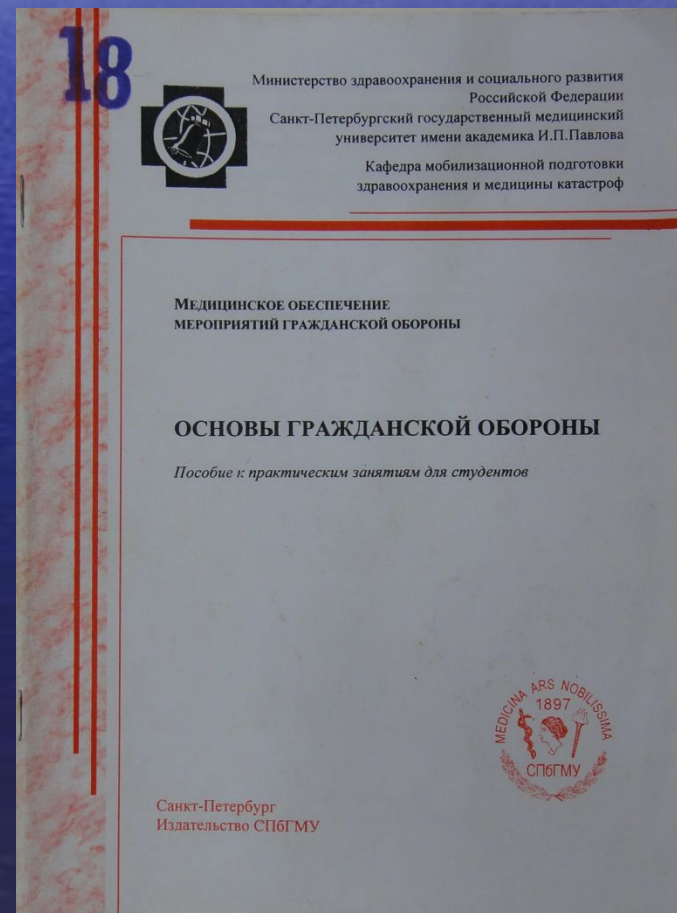 18
Министерство здравоохранения и социального развития
Российской Федерации
Санкт-Петербургский государственный медицинский
университет имени академика И.П.Павлова
Кафедра мобилизационной подготовки
здравоохранения и медицины катастроф
МЕДИЦИНСКОЕ ОБЕСПЕЧЕНИЕ
МЕРОПРИЯТИЙ ГРАЖДАНСКОЙ ОБОРОНЫ
ОСНОВЫ ГРАЖДАНСКОЙ ОБОРОНЫ
Пособие к практическим занятиям для студентов
MEDICINA ARS NOBILISSIMA
1897
СПбГМУ
Санкт-Петербург
Издательство СПбГМУ